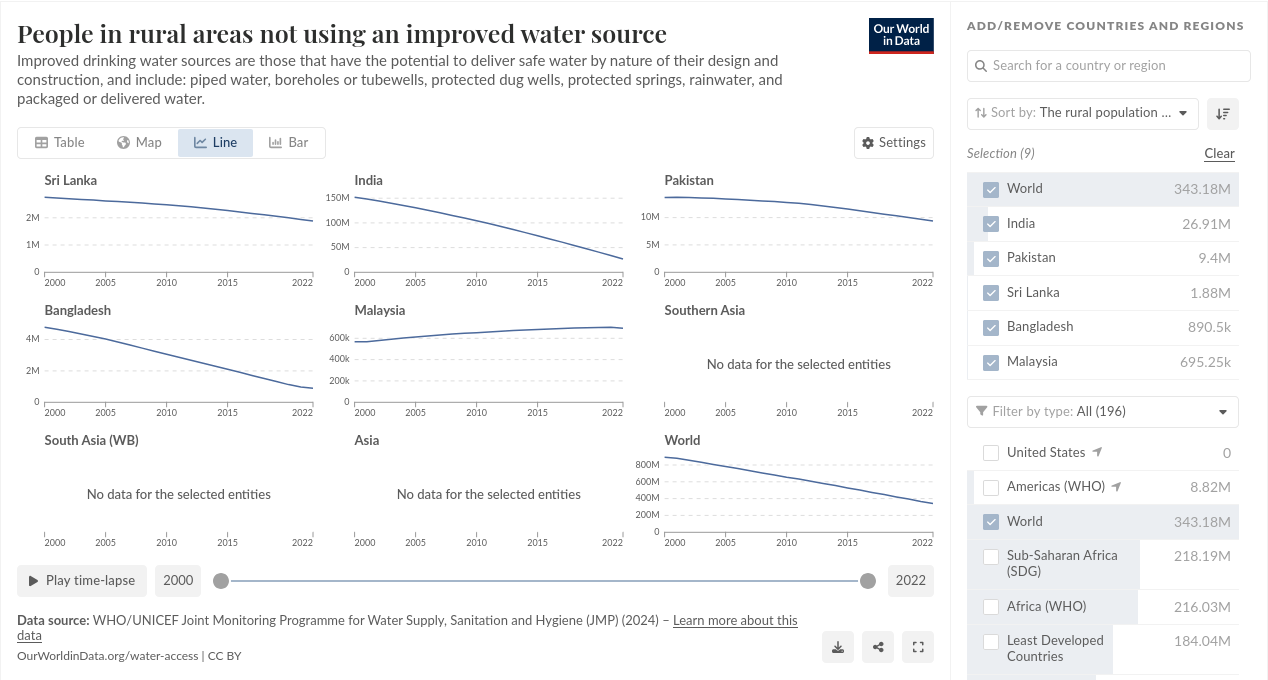 People in rural areas not using an improved water source
Our World
in Data
Improved drinking water sources are those that have the potential to deliver safe water by nature of their design and
construction, and include: piped water, boreholes or tubewells, protected dug wells, protected springs, rainwater, and
packaged or delivered water.
Table
Map
Line
Bar
Settings
Sri Lanka
2M
1M
0
2000 2005 2010 2015 2022
India
150M
100M
50M
0
2000 2005 2010 2015 2022
Pakistan
10M
5M
0
2000 2005 2010 2015 2022
Bangladesh
4M
2M
0
2000 2005 2010 2015 2022
Malaysia
600k
400k
200k
0
2000 2005 2010 2015 2022
Southern Asia
No data for the selected entities
2000 2005 2010 2015 2022
South Asia (WB)
No data for the selected entities
2000 2005 2010 2015 2022
Asia
No data for the selected entities
2000 2005 2010 2015 2022
World
800M
600M
400M
200M
0
2000 2005 2010 2015 2022
Play time-lapse
2000
2022
Data source: WHO/UNICEF Joint Monitoring Programme for Water Supply, Sanitation and Hygiene (JMP) (2024) – Learn more about this
data
OurWorldinData.org/water-access | CC BY
ADD/REMOVE COUNTRIES AND REGIONS
Search for a country or region
Sort by: The rural population ...
Selection (9)
Clear
World 343.18M
India 26.91M
Pakistan 9.4M
Sri Lanka 1.88M
Bangladesh 890.5k
Malaysia 695.25k
Filter by type: All (196)
United States 0
Americas (WHO) 8.82M
World 343.18M
Sub-Saharan Africa 218.19M
(SDG)
Africa (WHO) 216.03M
Least Developed 184.04M
Countries